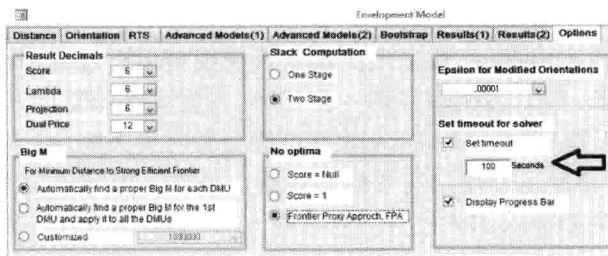 Envelopment Model
Distance Orientation RTS Advanced Models(1) Advanced Models(2) Bootstrap Results(1) Results(2) Options
Result Decimals
Score 6
Lambda 6
Projection 6
Dual Price 12
Slack Computation
One Stage
Two Stage
Epsilon for Modified Orientations
.00001
Set timeout for solver
Set timeout
100 Seconds
Display Progress Bar
Big M
For Minimum Distance to Strong Efficient Frontier
Automatically find a proper Big M for each DMU
Automatically find a proper Big M for the 1st
DMU and apply it to all the DMUs
Customized 1000000
No optima
Score = Null
Score = 1
Frontier Proxy Approch, FPA